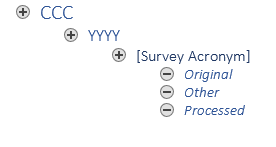 CCC
YYYY
[Survey Acronym]
Original
Other
Processed